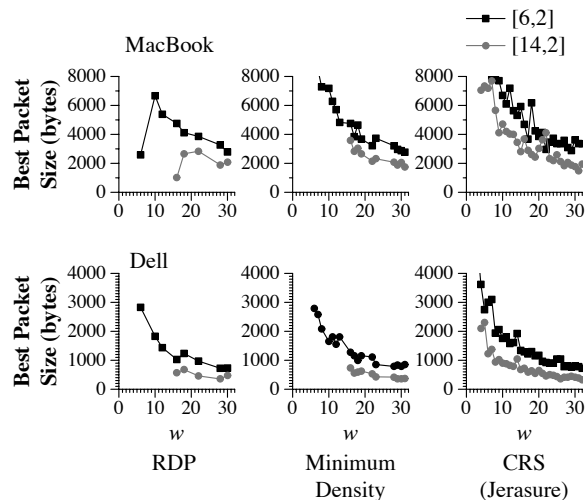 [6,2]
[14,2]
MacBook
Best Packet
Size (bytes)
8000
6000
4000
2000
0
0 10 20 30
8000
6000
4000
2000
0
0 10 20 30
8000
6000
4000
2000
0
0 10 20 30
Dell
Best Packet
Size (bytes)
4000
3000
2000
1000
0
0 10 20 30
4000
3000
2000
1000
0
0 10 20 30
4000
3000
2000
1000
0
0 10 20 30
w
w
w
RDP
Minimum
Density
CRS
(Jerasure)